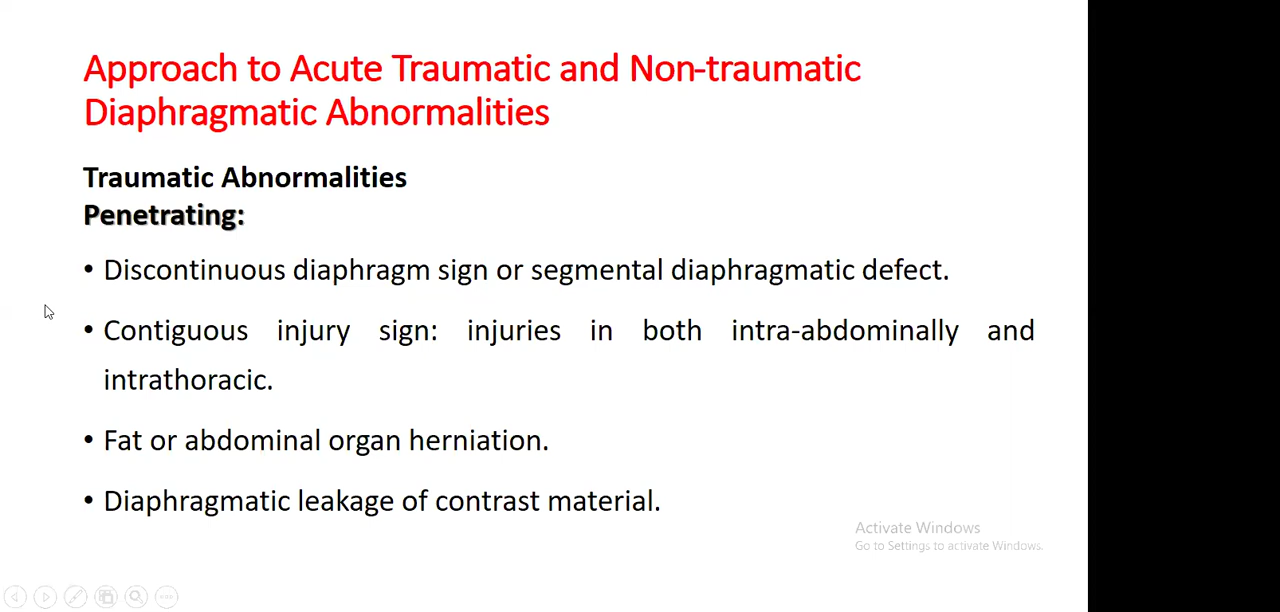 Approach to Acute Traumatic and Non-traumatic
Diaphragmatic Abnormalities
Traumatic Abnormalities
Penetrating:
• Discontinuous diaphragm sign or segmental diaphragmatic defect.
• Contiguous injury sign: injuries in both intra-abdominally and
intrathoracic.
• Fat or abdominal organ herniation.
• Diaphragmatic leakage of contrast material.
Activate Windows
Go to Settings to activate Windows.